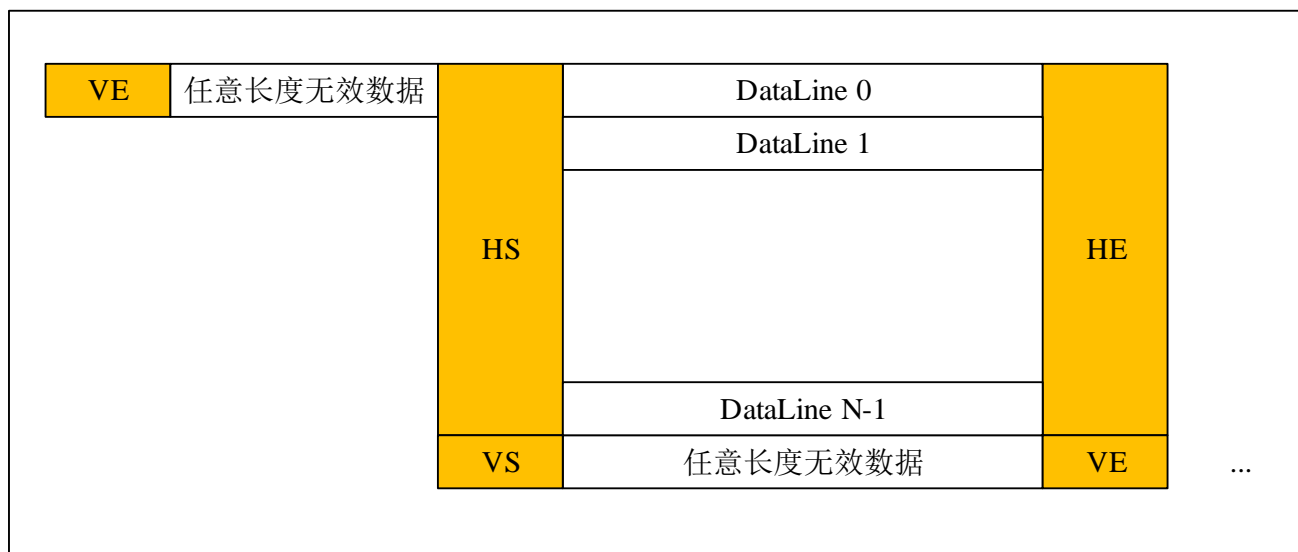 VE 任意长度无效数据 DataLine 0
DataLine 1
HS HE
DataLine N-1
VS 任意长度无效数据 VE ...